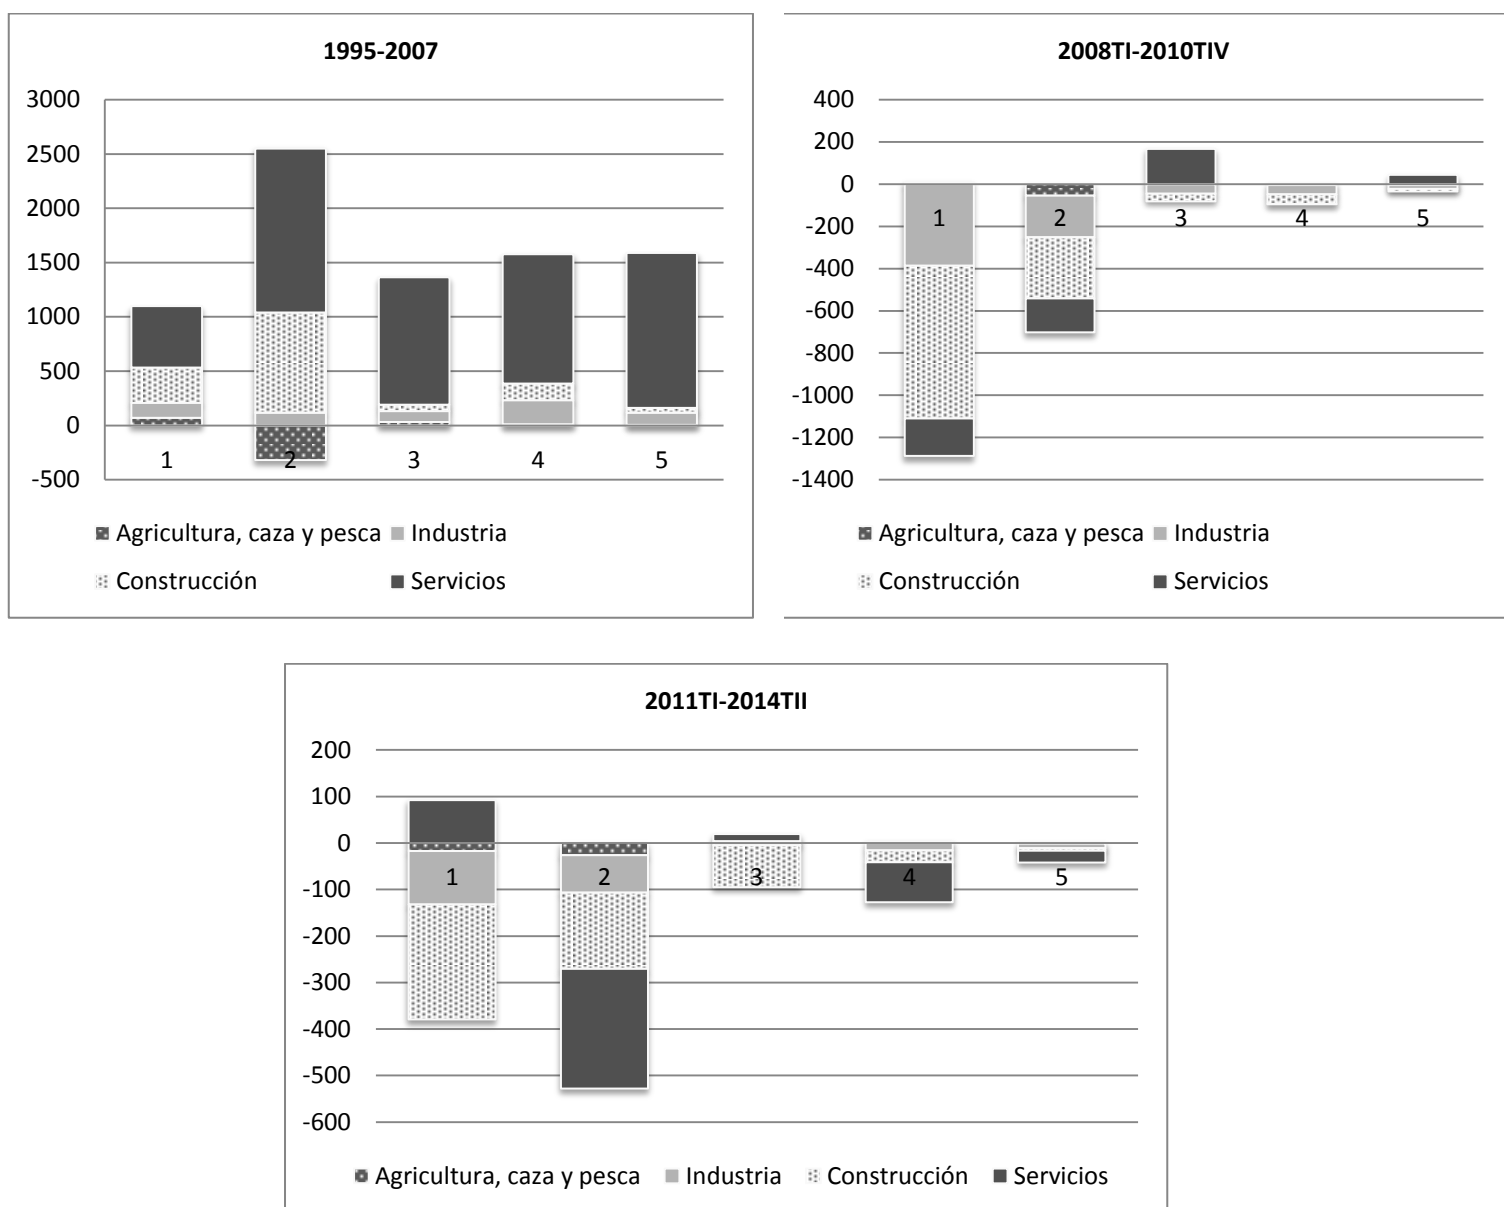 1995-2007
3000
2500
2000
1500
1000
500
0
-500
1 2 3 4 5
Agricultura, caza y pesca Industria
Construcción Servicios
2008TI-2010TIV
400
200
0
-200
-400
-600
-800
-1000
-1200
-1400
1 2 3 4 5
Agricultura, caza y pesca Industria
Construcción Servicios
2011TI-2014TII
200
100
0
-100
-200
-300
-400
-500
-600
1 2 3 4 5
Agricultura, caza y pesca Industria Construcción Servicios